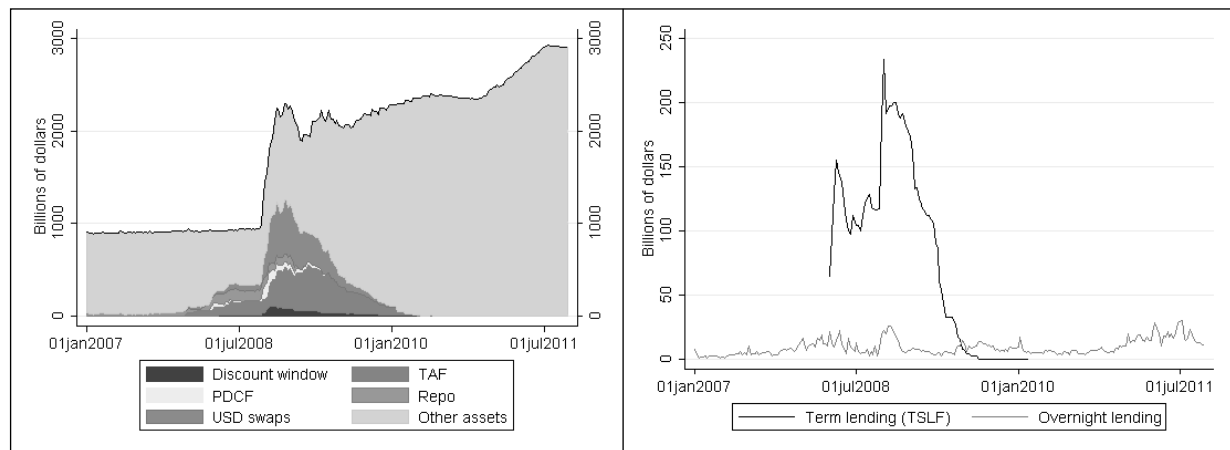 Billions of dollars
3000
2000
1000
0
3000
2000
1000
0
01jan2007
01jul2008
01jan2010
01jul2011
Discount window
TAF
PDCF
Repo
USD swaps
Other assets
Billions of dollars
250
200
150
100
50
0
01jan2007
01jul2008
01jan2010
01jul2011
Term lending (TSLF)
Overnight lending